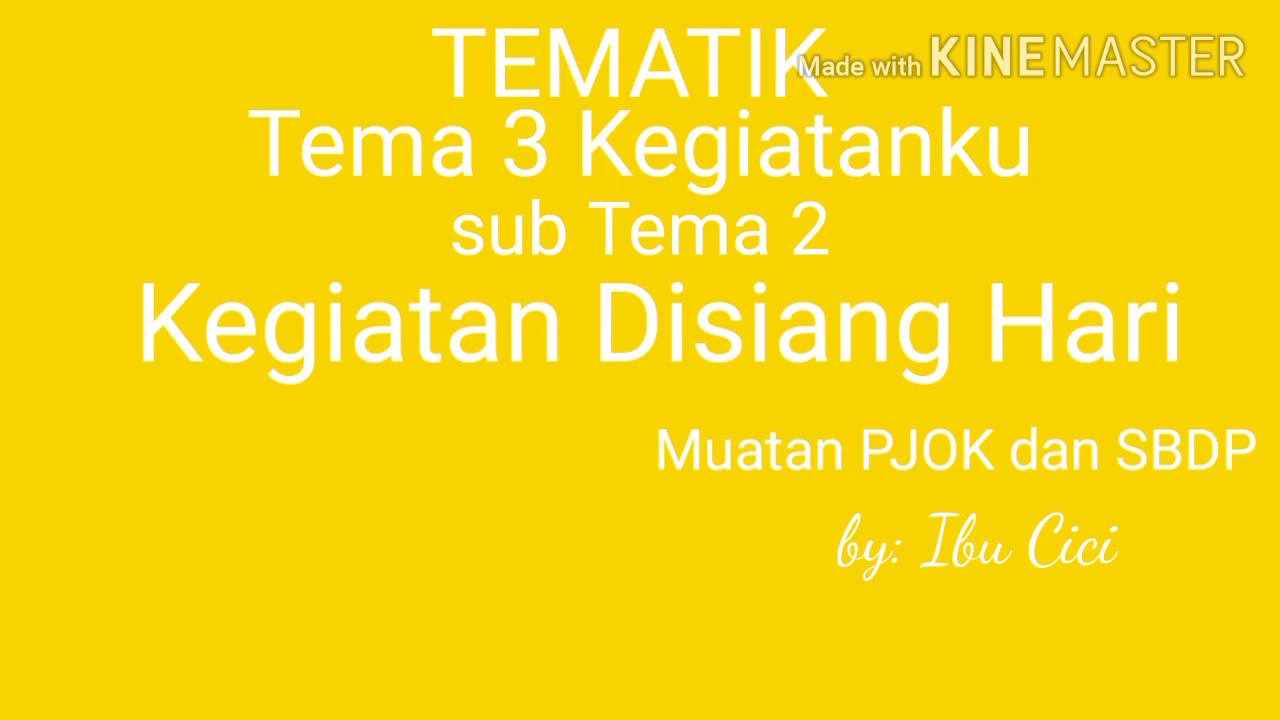 TEMATIK
Made with KINEMASTER
Tema 3 Kegiatanku
sub Tema 2
Kegiatan Disiang Hari
Muatan PJOK dan SBDP
by: Ibu Cici